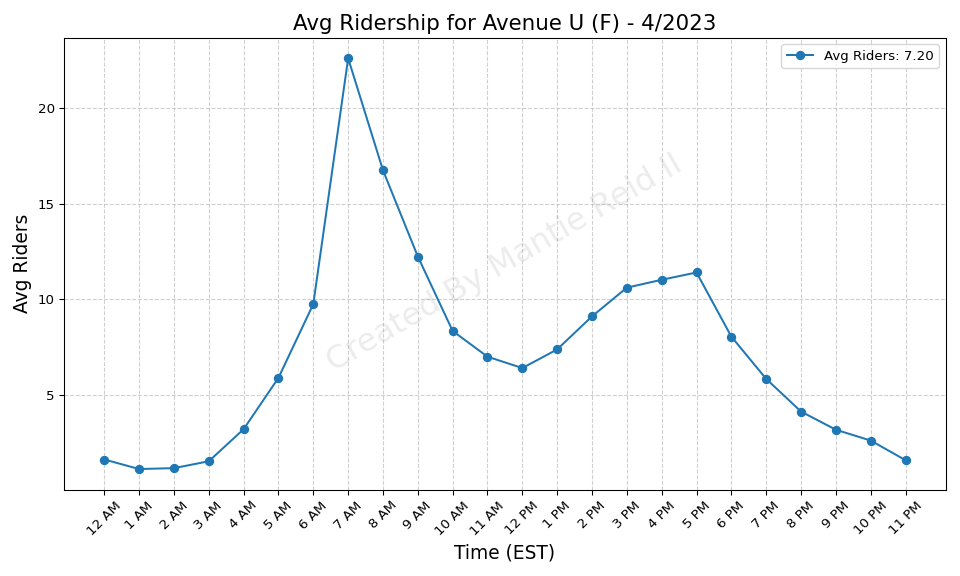 Avg Ridership for Avenue U (F) - 4/2023
Avg Riders: 7.20
Avg Riders
20
15
10
5
Created By Mantie Reid II
12 AM
1 AM
2 AM
3 AM
4 AM
5 AM
6 AM
7 AM
8 AM
9 AM
10 AM
11 AM
12 PM
1 PM
2 PM
3 PM
4 PM
5 PM
6 PM
7 PM
8 PM
9 PM
10 PM
11 PM
Time (EST)